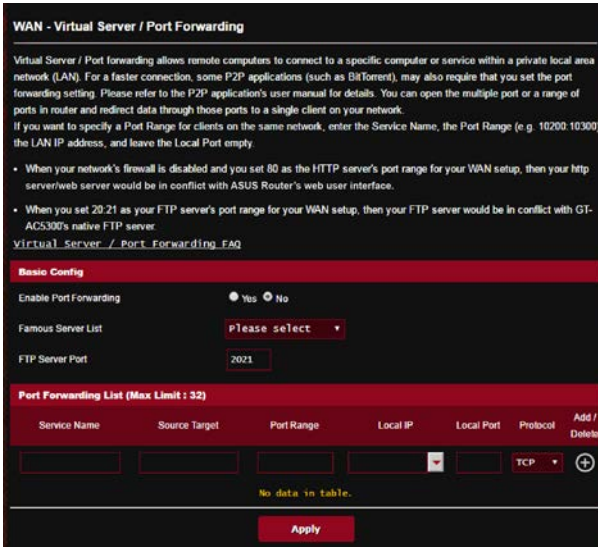 WAN - Virtual Server / Port Forwarding
Virtual Server / Port forwarding allows remote computers to connect to a specific computer or service within a private local area
network (LAN). For a faster connection, some P2P applications (such as BitTorrent), may also require that you set the port
forwarding setting. Please refer to the P2P application's user manual for details. You can open the multiple port or a range of
ports in router and redirect data through those ports to a single client on your network.
If you want to specify a Port Range for clients on the same network, enter the Service Name, the Port Range (e.g. 10200:10300)
the LAN IP address, and leave the Local Port empty.
• When your network's firewall is disabled and you set 80 as the HTTP server's port range for your WAN setup, then your http
server/web server would be in conflict with ASUS Router's web user interface.
• When you set 20:21 as your FTP server's port range for your WAN setup, then your FTP server would be in conflict with GT-
AC5300's native FTP server.
Virtual Server / Port Forwarding FAQ
Basic Config
Enable Port Forwarding Yes No
Famous Server List Please select
FTP Server Port 2021
Port Forwarding List (Max Limit : 32)
Service Name Source Target Port Range Local IP Local Port Protocol Add / Delete
TCP
No data in table.
Apply